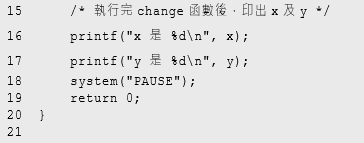 15 /* 執行完 change 函數後，印出 x 及 y */
16 printf("x 是 %d\n", x);
17 printf("y 是 %d\n", y);
18 system("PAUSE");
19 return 0;
20 }
21